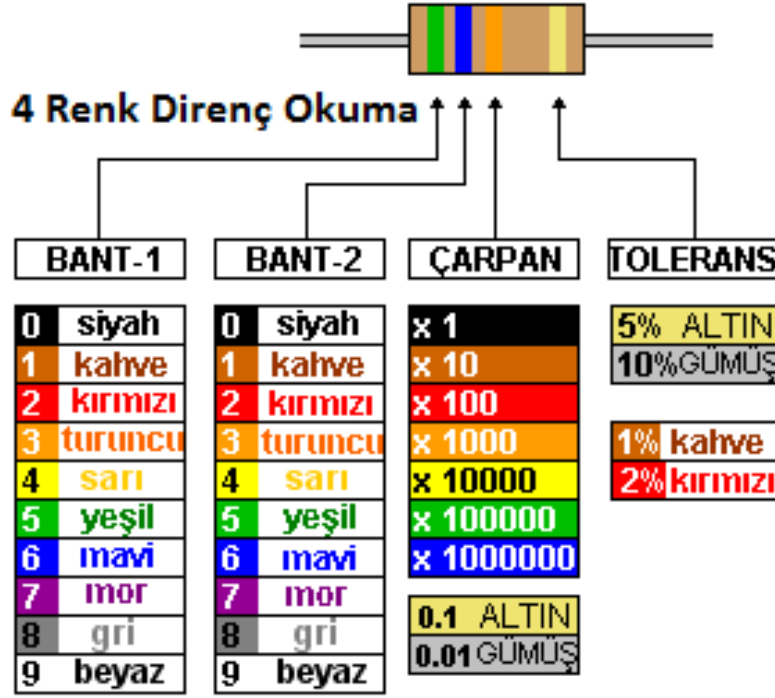 4 Renk Direnç Okuma
BANT-1 BANT-2 ÇARPAN TOLERANS
0 siyah 0 siyah x 1 5% ALTIN
1 kahve 1 kahve x 10 10% GÜMÜŞ
2 kırmızı 2 kırmızı x 100
3 turuncu 3 turuncu x 1000 1% kahve
4 sarı 4 sarı x 10000 2% kırmızı
5 yeşil 5 yeşil x 100000
6 mavi 6 mavi x 1000000
7 mor 7 mor 0.1 ALTIN
8 gri 8 gri 0.01 GÜMÜŞ
9 beyaz 9 beyaz